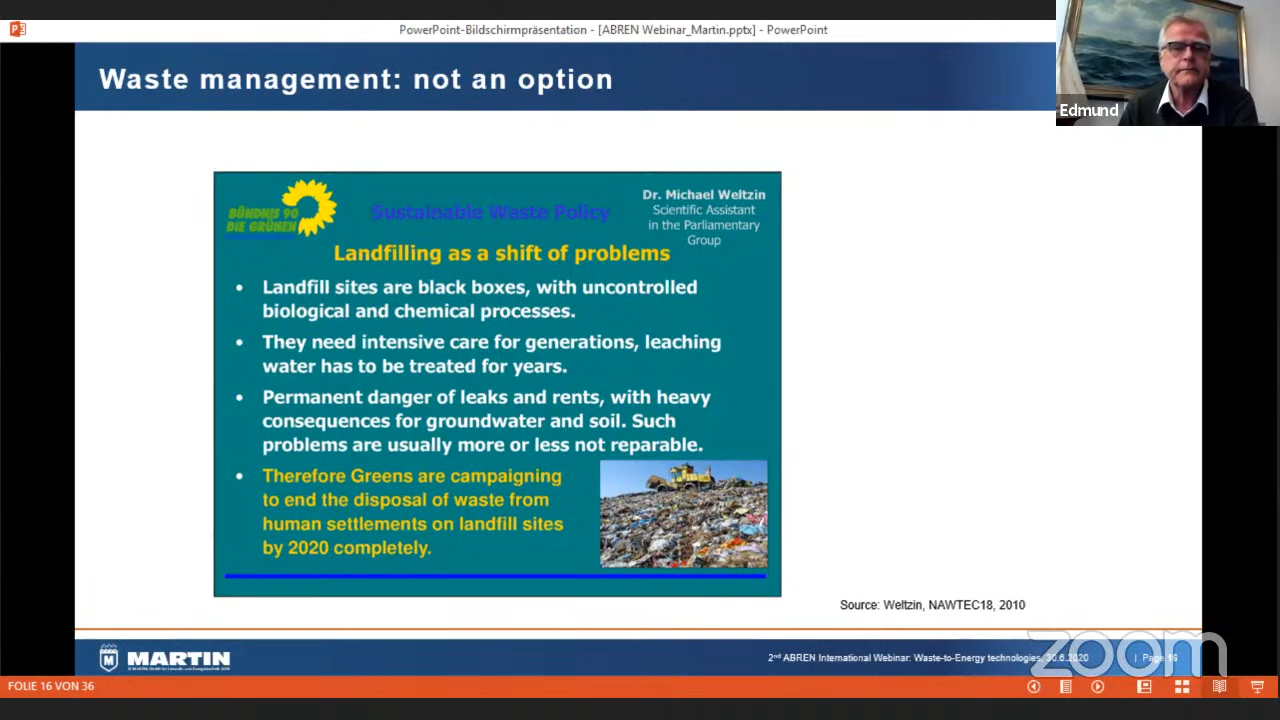 PowerPoint-Bildschirmpräsentation - [ABREN Webinar_Martin.pptx] - PowerPoint
Waste management: not an option
Edmund
BÜNDNIS 90
DIE GRÜNEN
Sustainable Waste Policy
Dr. Michael Weltzin
Scientific Assistant
in the Parliamentary
Group
Landfilling as a shift of problems
• Landfill sites are black boxes, with uncontrolled
biological and chemical processes.
• They need intensive care for generations, leaching
water has to be treated for years.
• Permanent danger of leaks and rents, with heavy
consequences for groundwater and soil. Such
problems are usually more or less not reparable.
• Therefore Greens are campaigning
to end the disposal of waste from
human settlements on landfill sites
by 2020 completely.
Source: Weltzin, NAWTEC18, 2010
MARTIN
2nd ABREN International Webinar: Waste-to-Energy technologies, 30.6.2020 | Page 16
zoom
FOLIE 16 VON 36